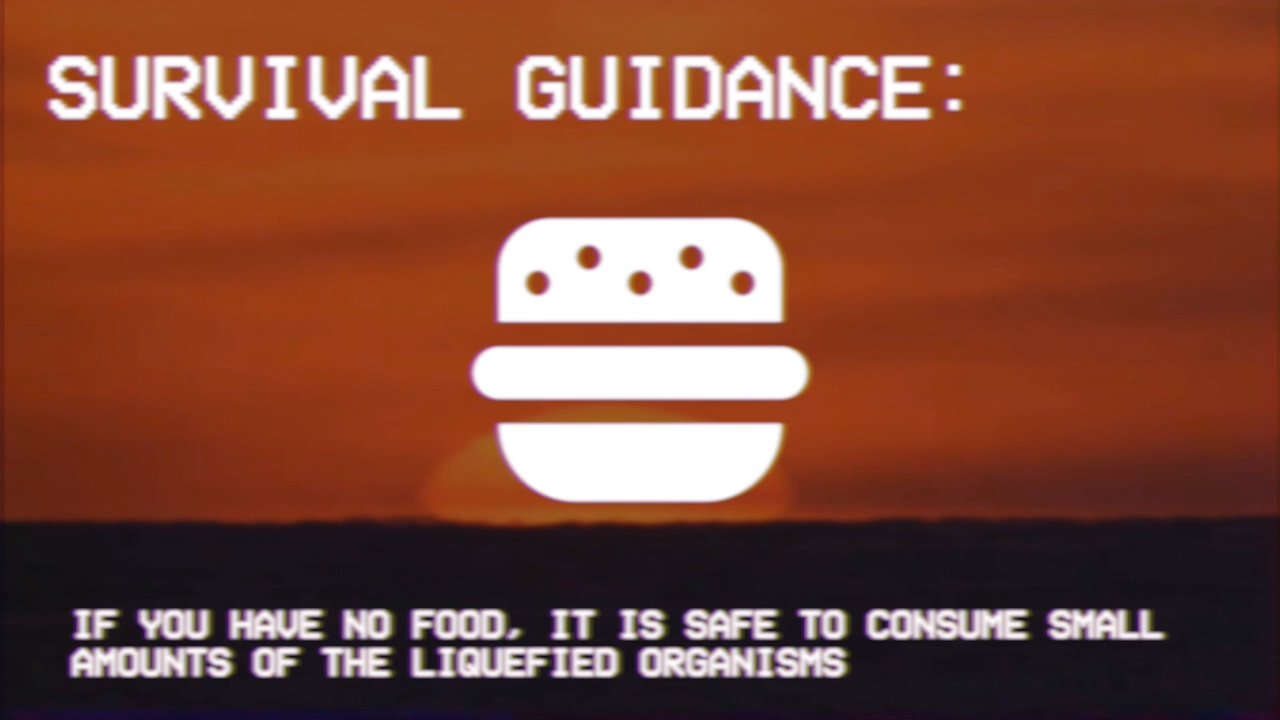 SURVIVAL GUIDANCE:
IF YOU HAVE NO FOOD, IT IS SAFE TO CONSUME SMALL
AMOUNTS OF THE LIQUEFIED ORGANISMS